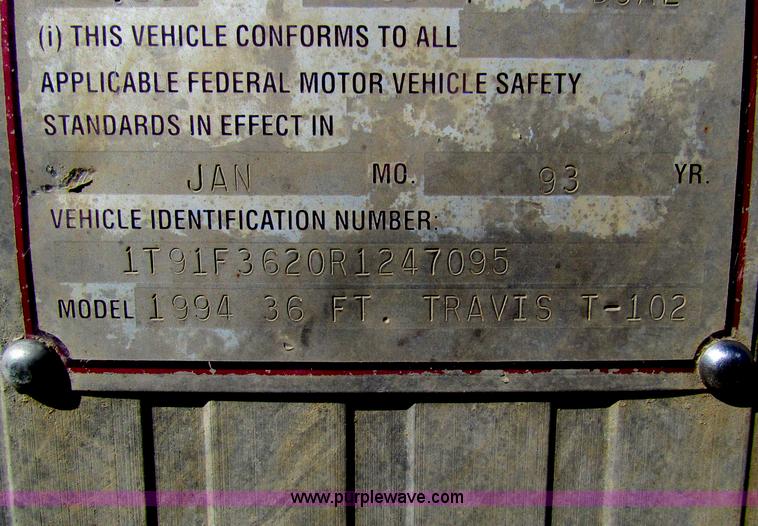 (i) THIS VEHICLE CONFORMS TO ALL
APPLICABLE FEDERAL MOTOR VEHICLE SAFETY
STANDARDS IN EFFECT IN
JAN MO. 93 YR.
VEHICLE IDENTIFICATION NUMBER:
1T91F3620R1247095
MODEL 1994 36 FT. TRAVIS T-102
www.purplewave.com